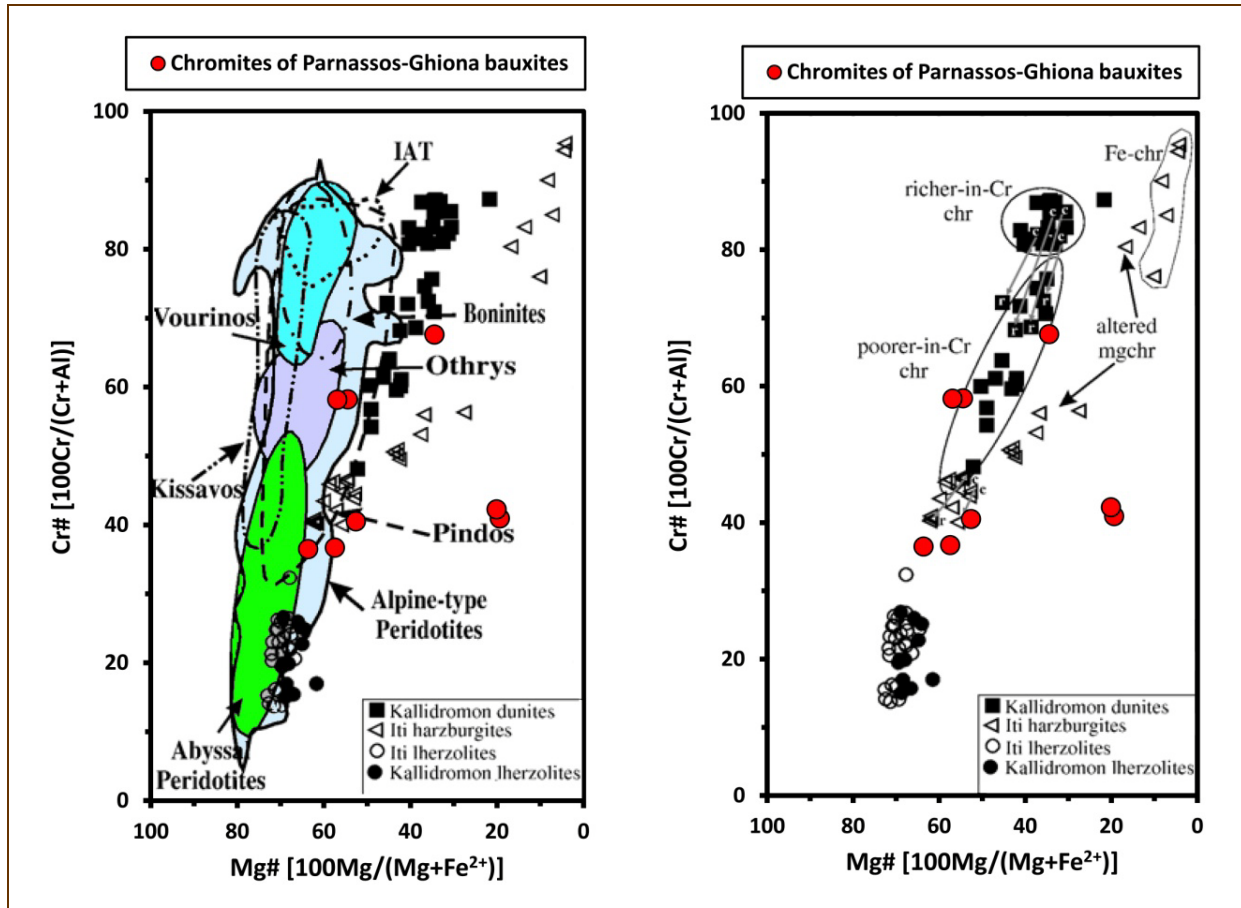 Chromites of Parnassos-Ghiona bauxites
Cr# [100Cr/(Cr+Al)]
100
80
60
40
20
0
IAT
Vourinos
Boninites
Othrys
Kissavos
Pindos
Alpine-type
Peridotites
Abyssal
Peridotites
Kallidromon dunites
Iti harzburgites
Iti lherzolites
Kallidromon lherzolites
100 80 60 40 20 0
Mg# [100Mg/(Mg+Fe²⁺)]
Chromites of Parnassos-Ghiona bauxites
Cr# [100Cr/(Cr+Al)]
100
80
60
40
20
0
Fe-chr
richer-in-Cr
chr
c
c
c
c
r
r
r
r
altered
mgchr
poorer-in-Cr
chr
c
c
r
Kallidromon dunites
Iti harzburgites
Iti lherzolites
Kallidromon lherzolites
100 80 60 40 20 0
Mg# [100Mg/(Mg+Fe²⁺)]